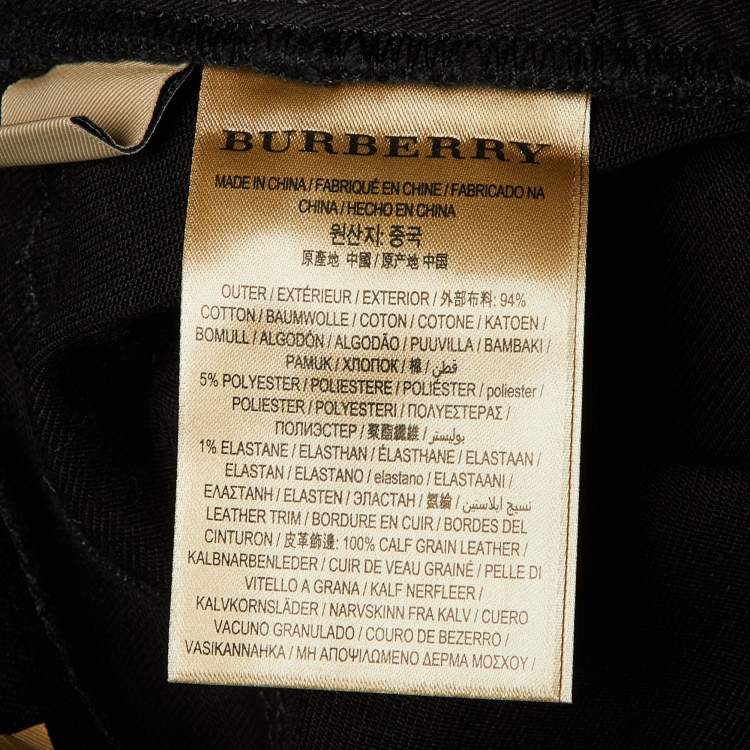 BURBERRY
MADE IN CHINA / FABRIQUÉ EN CHINE / FABRICADO NA
CHINA / HECHO EN CHINA
원산지: 중국
原產地 中國 / 原产地 中国
OUTER / EXTÉRIEUR / EXTERIOR / 外部布料: 94%
COTTON / BAUMWOLLE / COTON / COTONE / KATOEN /
BOMULL / ALGODÓN / ALGODÃO / PUUVILLA / BAMBAKI /
PAMUK / ХЛОПОК / 棉 / قطن
5% POLYESTER / POLIESTERE / POLIÉSTER / poliester /
POLIESTER / POLYESTERI / ΠΟΛΥΕΣΤΕΡΑΣ /
ПОЛИЭСТЕР / 聚酯纖維 / بوليستر
1% ELASTANE / ELASTHAN / ÉLASTHANE / ELASTAAN /
ELASTAN / ELASTANO / elastano / ELASTAANI /
ΕΛΑΣΤΑΝΗ / ELASTEN / ЭЛАСТАН / 氨綸 / نسيج ايلاستين
LEATHER TRIM / BORDURE EN CUIR / BORDES DEL
CINTURON / 皮革飾邊: 100% CALF GRAIN LEATHER /
KALBNARBENLEDER / CUIR DE VEAU GRAINÉ / PELLE DI
VITELLO A GRANA / KALF NERFLEER /
KALVKORNSLÄDER / NARVSKINN FRA KALV / CUERO
VACUNO GRANULADO / COURO DE BEZERRO /
VASIKANNAHKA / ΜΗ ΑΠΟΨΙΛΩΜΕΝΟ ΔΕΡΜΑ ΜΟΣΧΟΥ /